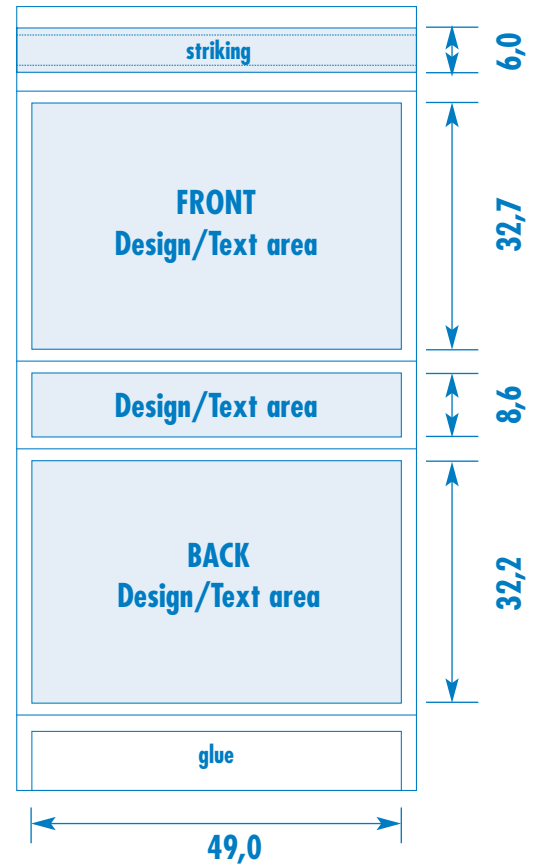 striking
6,0
FRONT
Design/Text area
32,7
Design/Text area
8,6
BACK
Design/Text area
32,2
glue
49,0